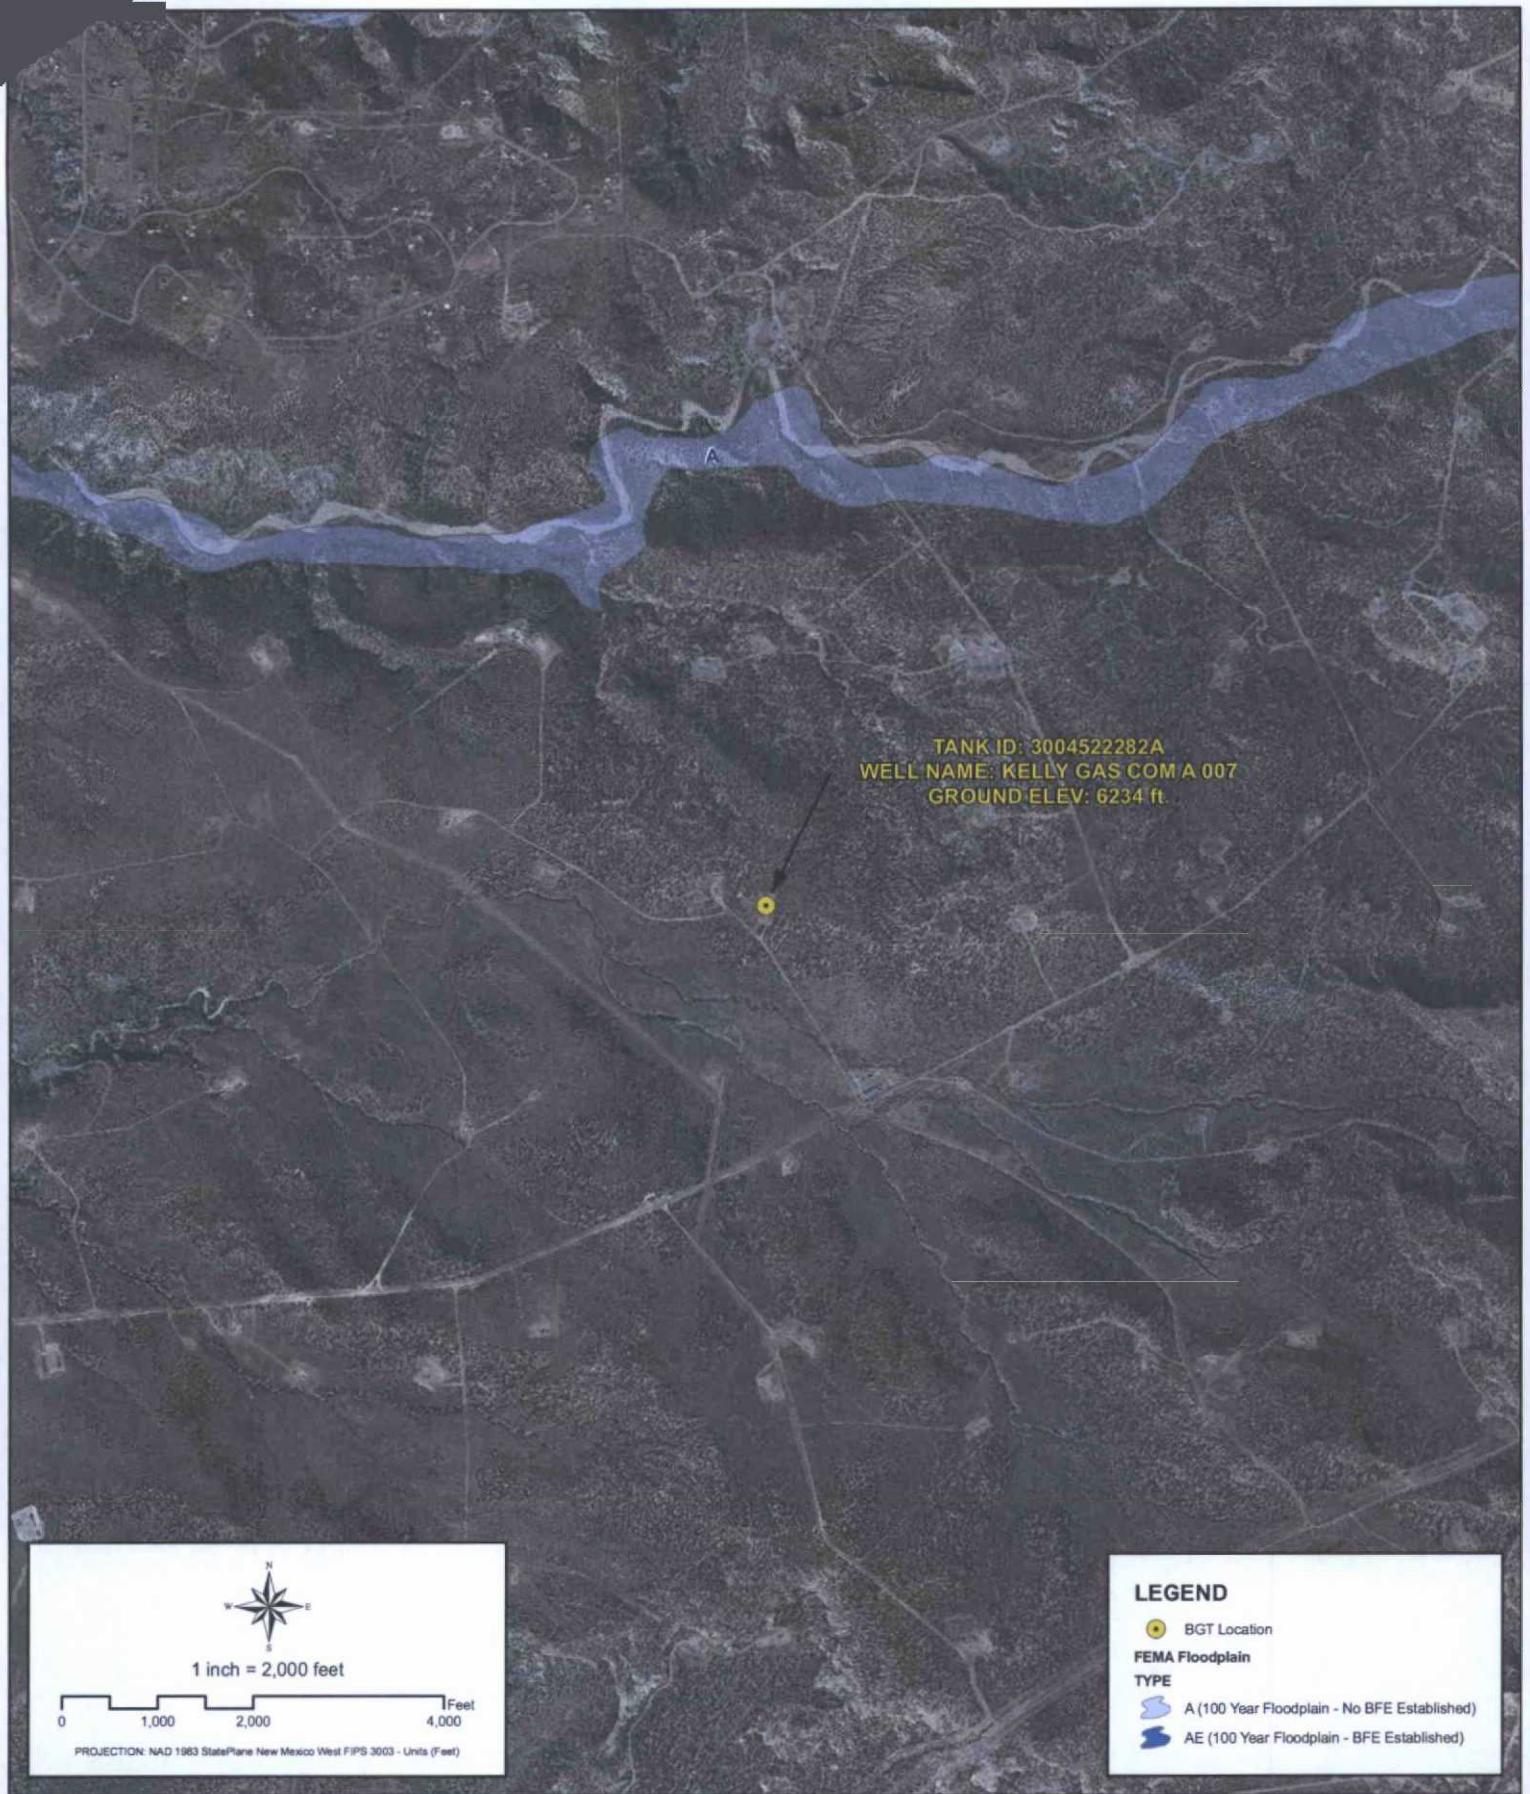 A
TANK ID: 3004522282A
WELL NAME: KELLY GAS COM A 007
GROUND ELEV: 6234 ft.
N
W E
S
1 inch = 2,000 feet
Feet
0 1,000 2,000 4,000
PROJECTION: NAD 1983 StatePlane New Mexico West FIPS 3003 - Units (Feet)
LEGEND
BGT Location
FEMA Floodplain
TYPE
A (100 Year Floodplain - No BFE Established)
AE (100 Year Floodplain - BFE Established)